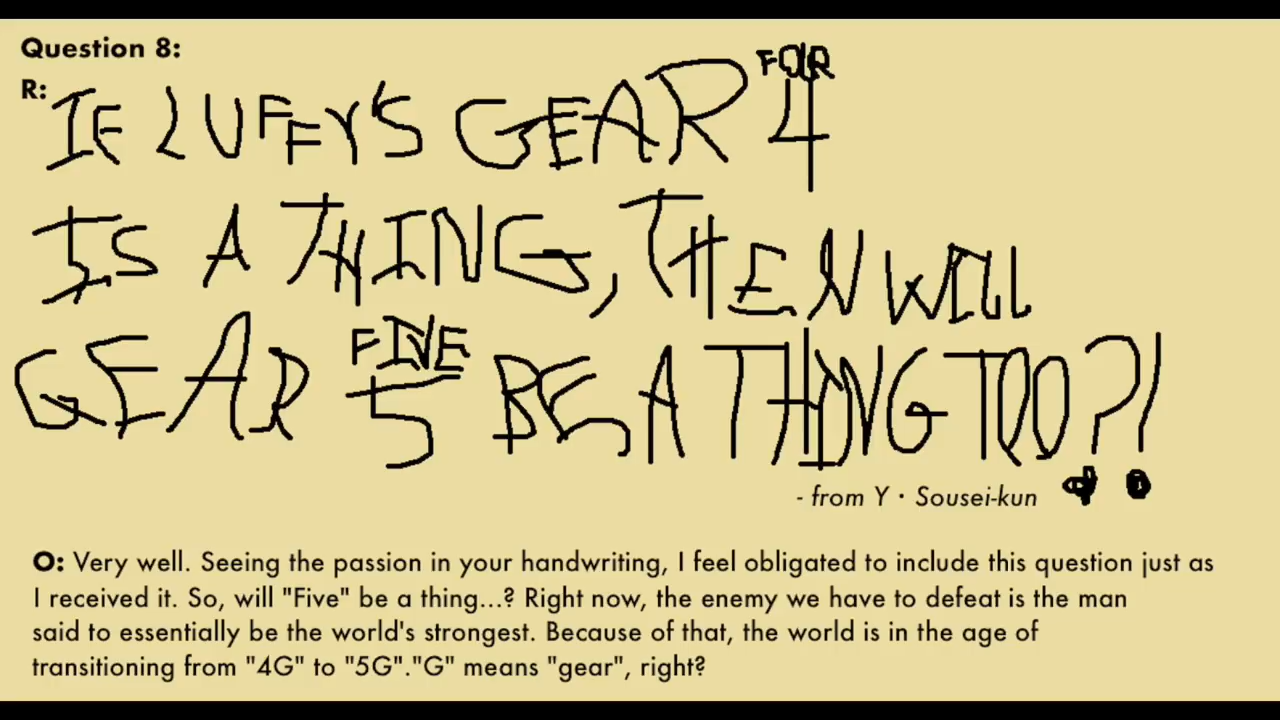 Question 8:
R: IF LUFFY'S GEAR FOUR 4
IS A THING, THEN WILL
GEAR FIVE 5 BE A THING TOO?!
- from Y · Sousei-kun
O: Very well. Seeing the passion in your handwriting, I feel obligated to include this question just as
I received it. So, will "Five" be a thing...? Right now, the enemy we have to defeat is the man
said to essentially be the world's strongest. Because of that, the world is in the age of
transitioning from "4G" to "5G"."G" means "gear", right?